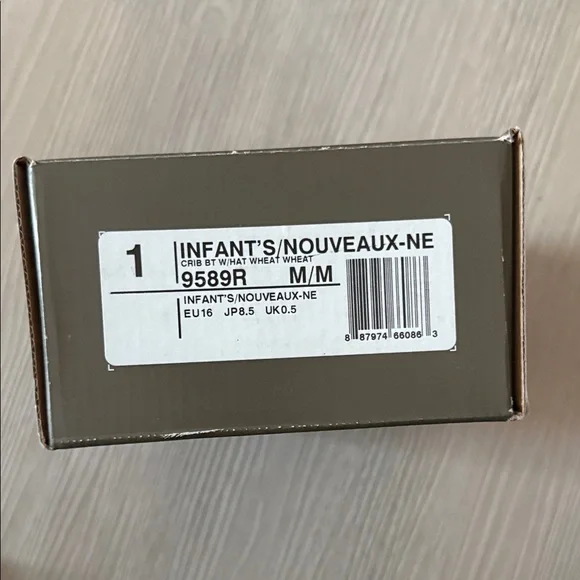 1
INFANT'S/NOUVEAUX-NE
CRIB BT W/HAT WHEAT WHEAT
9589R M/M
INFANT'S/NOUVEAUX-NE
EU16 JP8.5 UK0.5
8 87974 66086 3